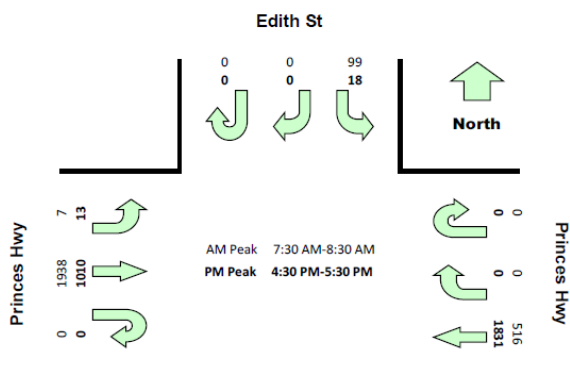 Edith St
0 0 99
0 0 18
North
7
13
1938
1010
0
0
Princes Hwy
AM Peak 7:30 AM-8:30 AM
PM Peak 4:30 PM-5:30 PM
0 0
0 0
1831 516
Princes Hwy